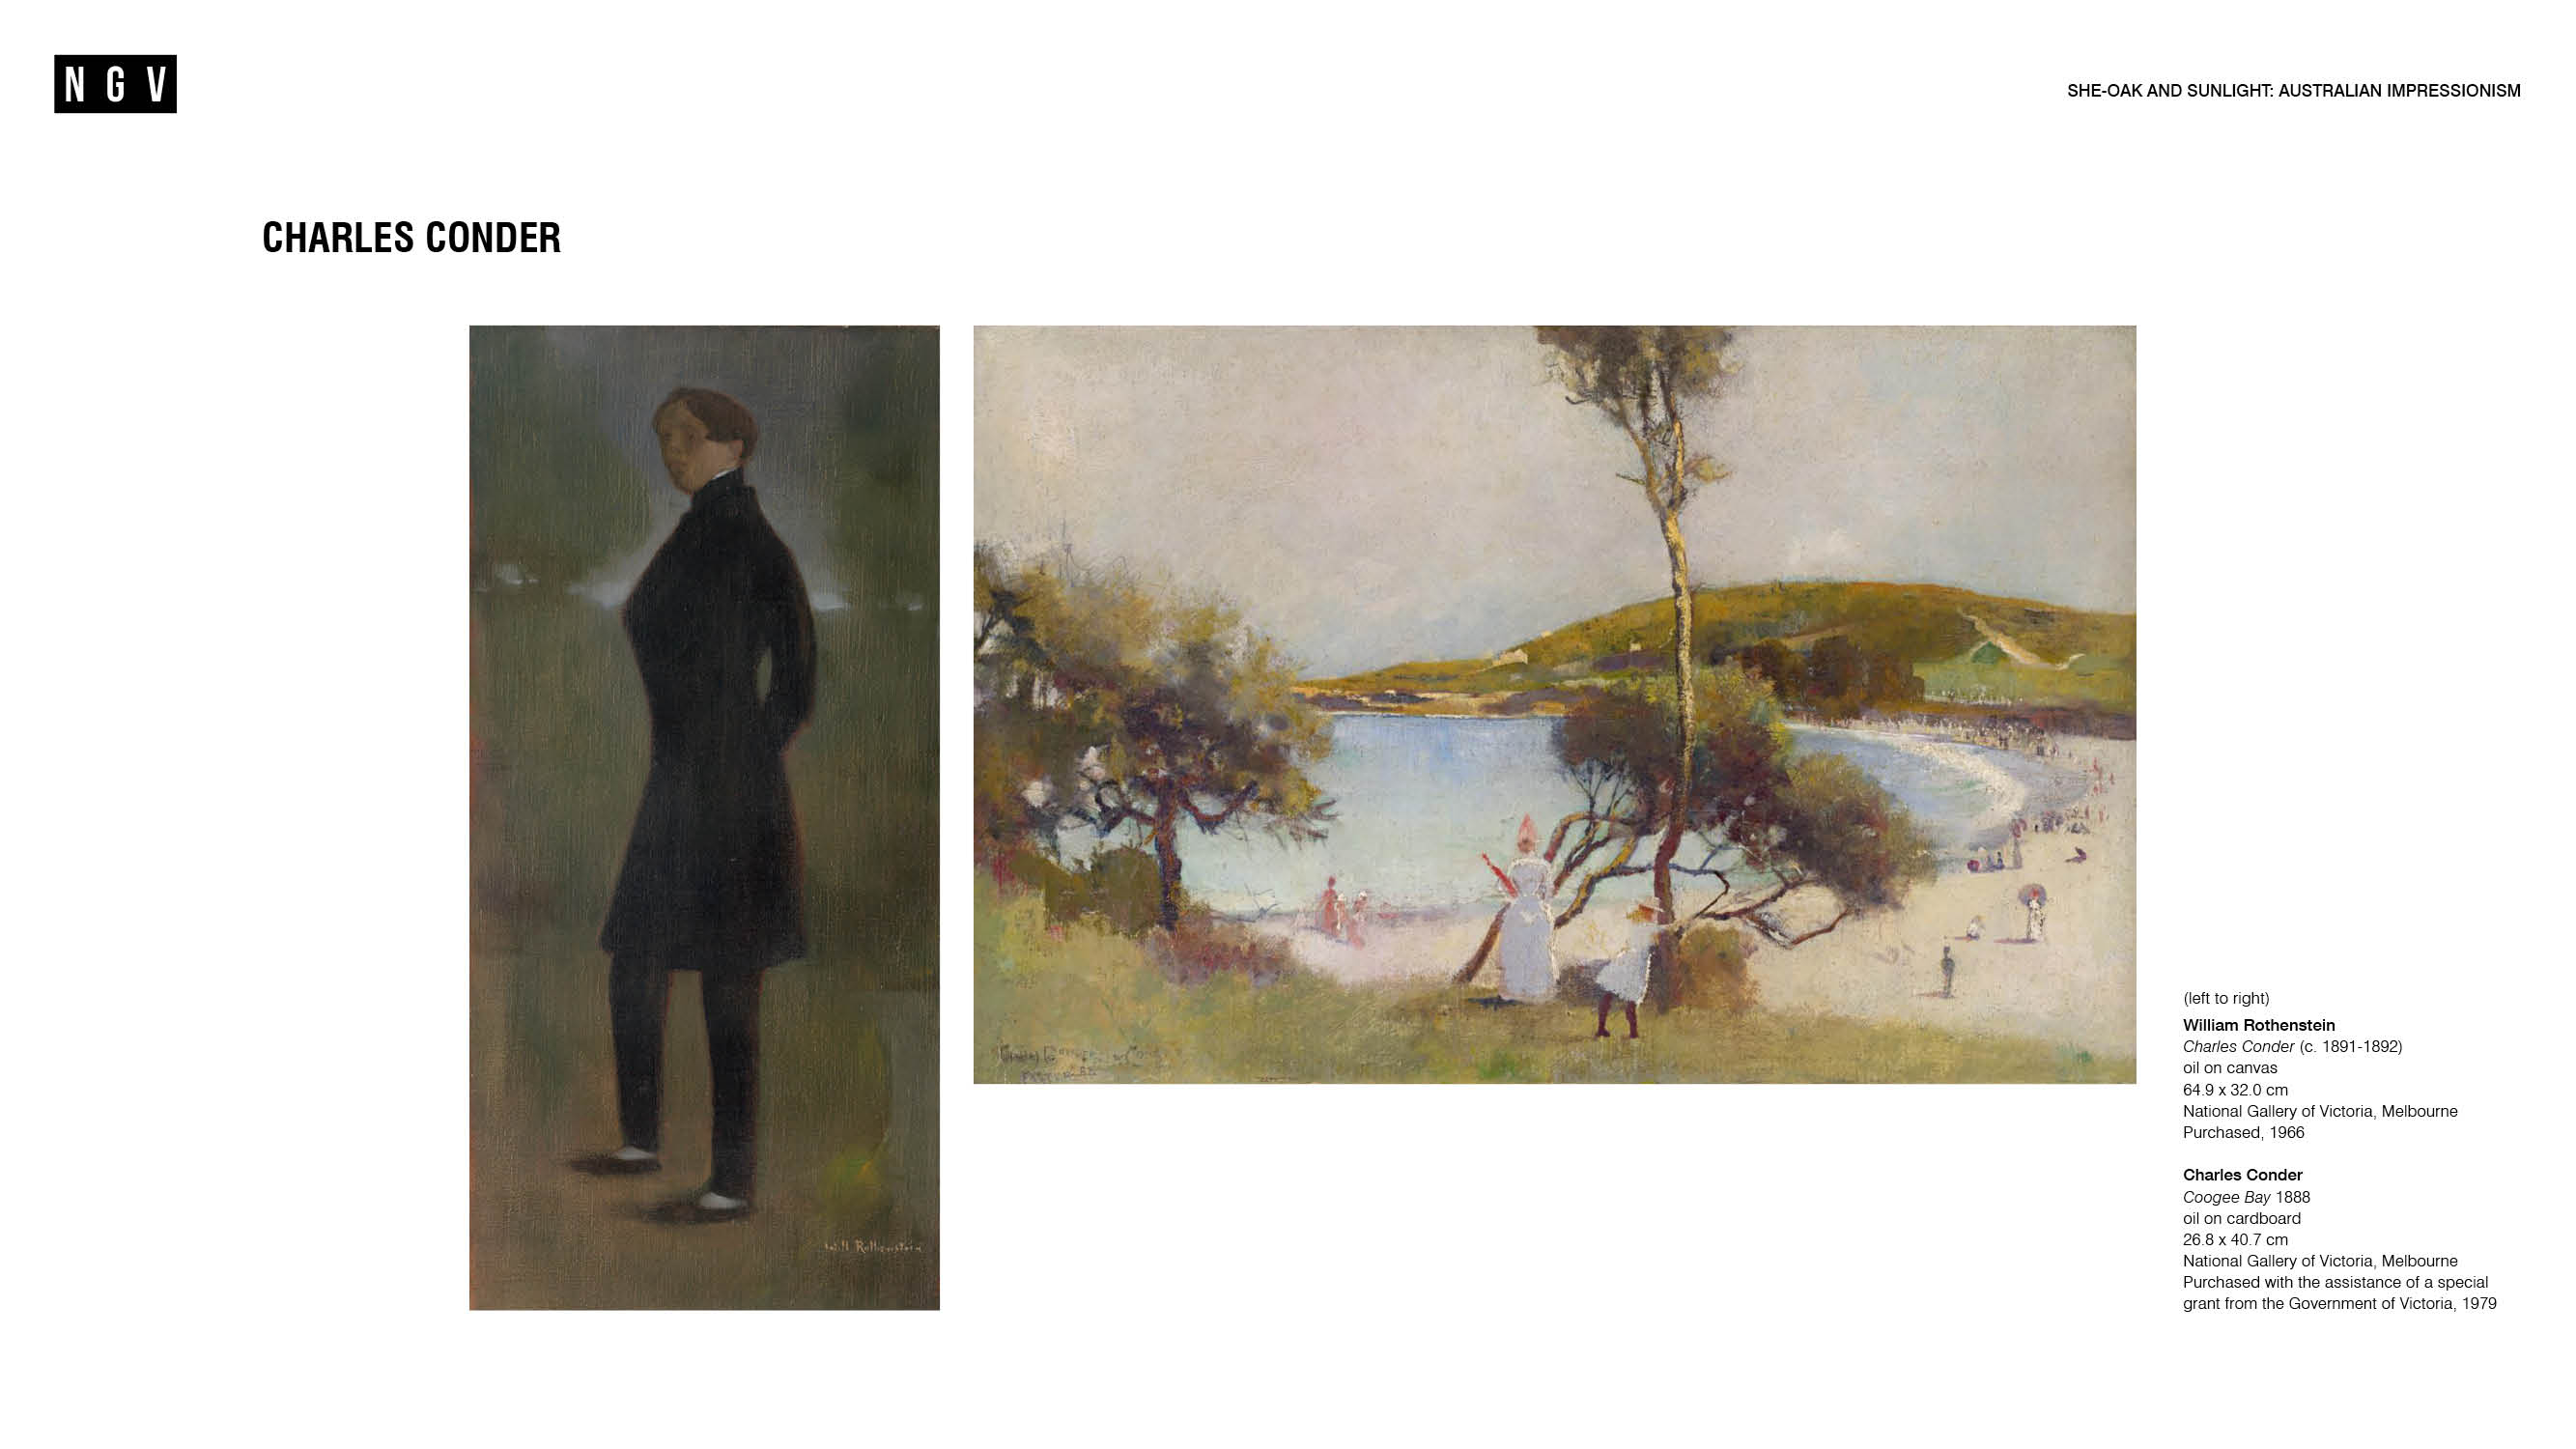 NGV
SHE-OAK AND SUNLIGHT: AUSTRALIAN IMPRESSIONISM
CHARLES CONDER
Will Rothenstein
(left to right)
William Rothenstein
Charles Conder (c. 1891-1892)
oil on canvas
64.9 x 32.0 cm
National Gallery of Victoria, Melbourne
Purchased, 1966
Charles Conder
Coogee Bay 1888
oil on cardboard
26.8 x 40.7 cm
National Gallery of Victoria, Melbourne
Purchased with the assistance of a special
grant from the Government of Victoria, 1979